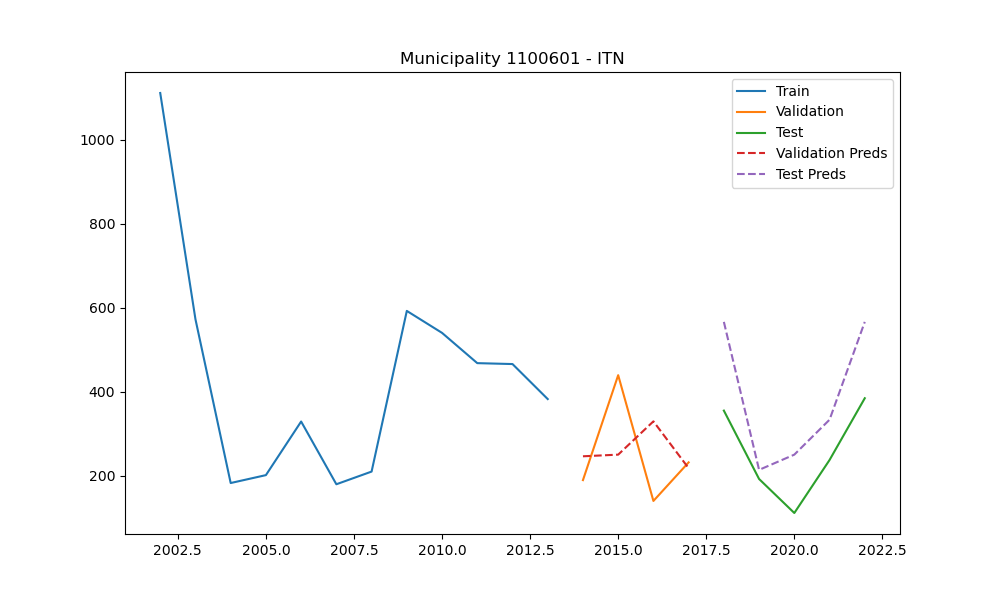 Municipality 1100601 - ITN
Train
Validation
Test
Validation Preds
Test Preds
1000
800
600
400
200
2002.5 2005.0 2007.5 2010.0 2012.5 2015.0 2017.5 2020.0 2022.5